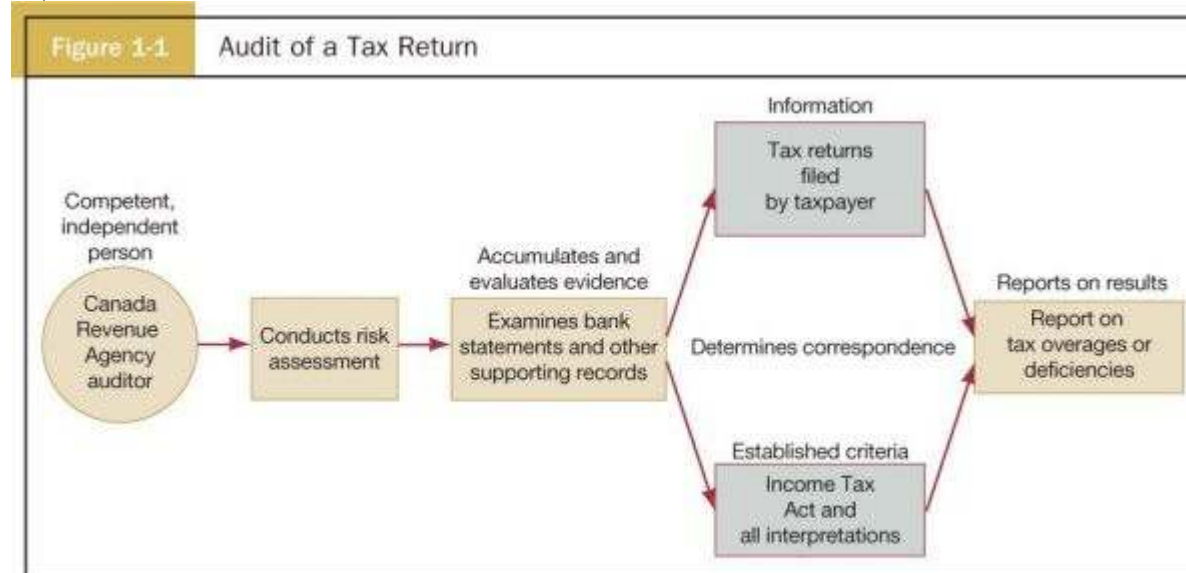 Figure 1-1
Audit of a Tax Return
Competent,
independent
person
Canada
Revenue
Agency
auditor
Conducts risk
assessment
Accumulates and
evaluates evidence
Examines bank
statements and other
supporting records
Information
Tax returns
filed
by taxpayer
Determines correspondence
Established criteria
Income Tax
Act and
all interpretations
Reports on results
Report on
tax overages or
deficiencies